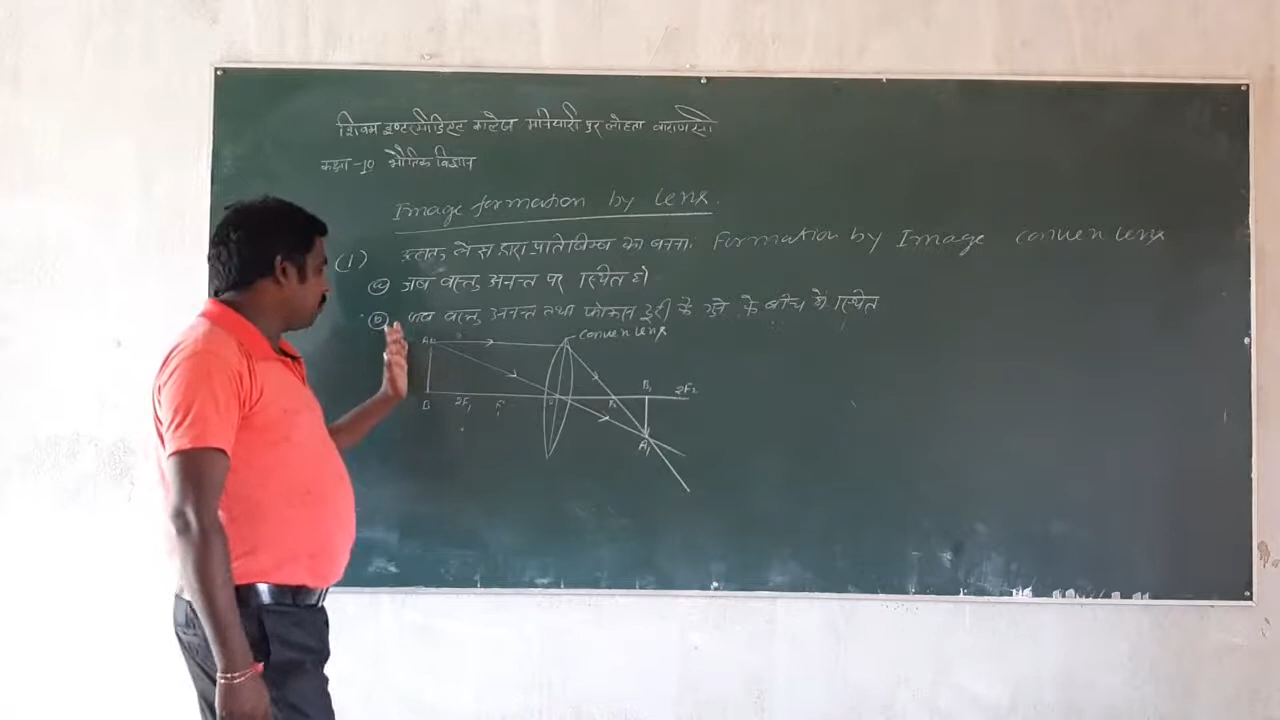 शिवम इण्टरमीडिएट कालेज मनियारी पुर लोहता वाराणसी
कक्षा -10 भौतिक विज्ञान
Image formation by lens.
(1) उत्तल लेंस द्वारा प्रतिबिम्ब का बनना. Formation by Image conven lens
(a) जब वस्तु अनन्त पर स्थित हो
(b) जब वस्तु अनन्त तथा फोकस दूरी के दुने के बीच में स्थित
conven lens
A
B₁ 2F₂
B 2F₁ F₁ F₂
A₁